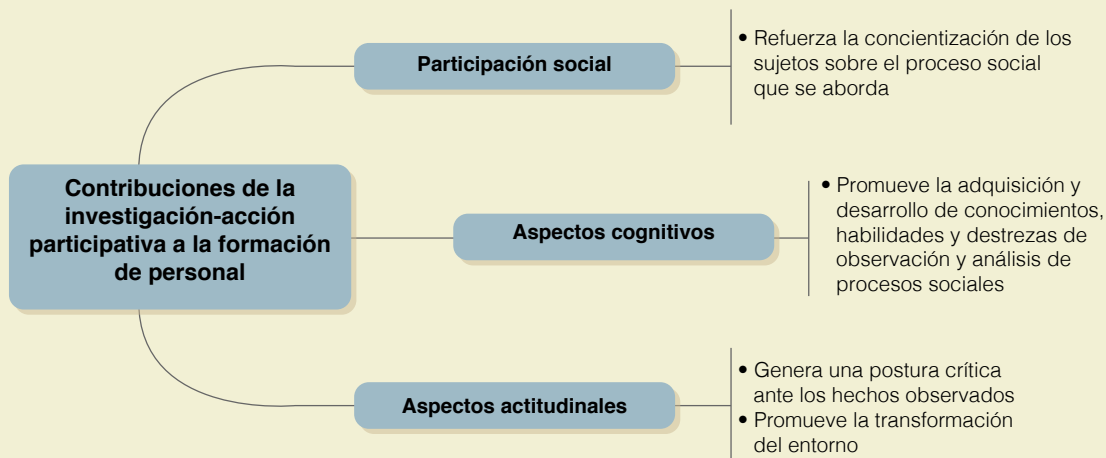 Contribuciones de la
investigación-acción
participativa a la formación
de personal
Participación social
• Refuerza la concientización de los
sujetos sobre el proceso social
que se aborda
Aspectos cognitivos
• Promueve la adquisición y
desarrollo de conocimientos,
habilidades y destrezas de
observación y análisis de
procesos sociales
Aspectos actitudinales
• Genera una postura crítica
ante los hechos observados
• Promueve la transformación
del entorno